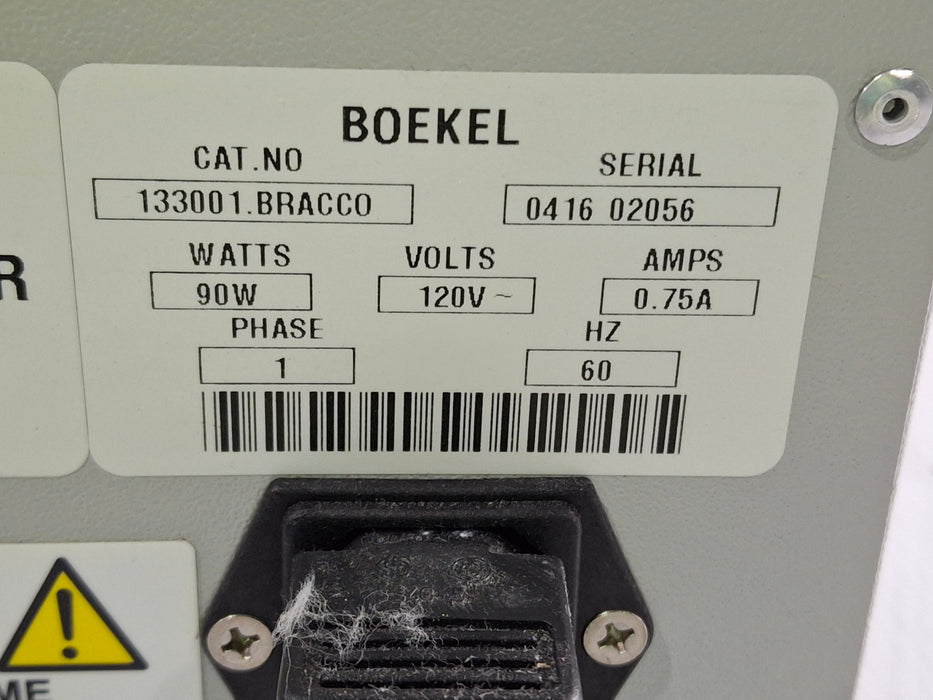 BOEKEL
CAT.NO SERIAL
133001.BRACCO 0416 02056
WATTS VOLTS AMPS
90W 120V ~ 0.75A
PHASE HZ
1 60
R
ME